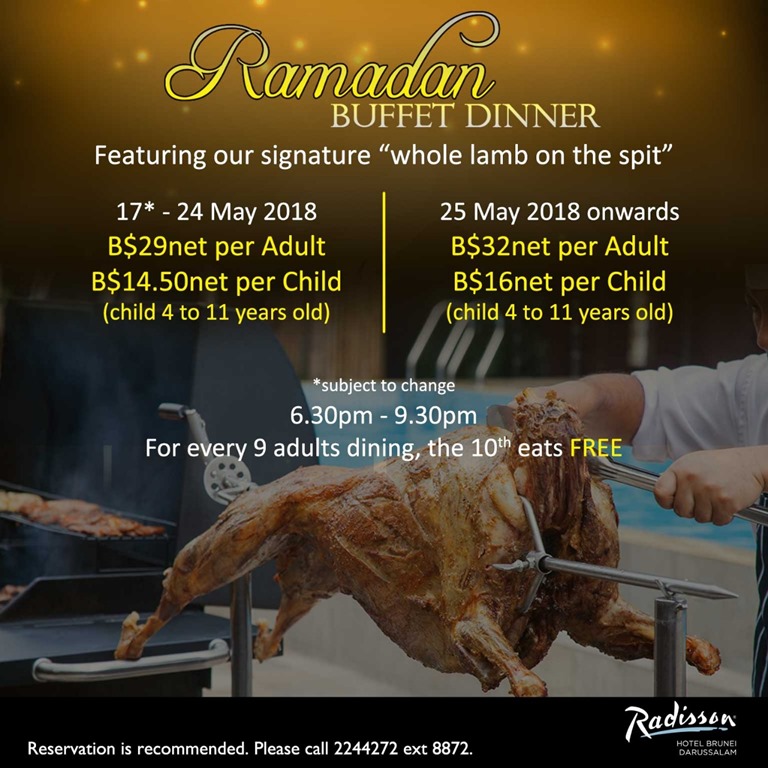 Ramadan
BUFFET DINNER
Featuring our signature “whole lamb on the spit”
17* - 24 May 2018
B$29net per Adult
B$14.50net per Child
(child 4 to 11 years old)
25 May 2018 onwards
B$32net per Adult
B$16net per Child
(child 4 to 11 years old)
*subject to change
6.30pm - 9.30pm
For every 9 adults dining, the 10th eats FREE
Radisson
HOTEL BRUNEI
DARUSSALAM
Reservation is recommended. Please call 2244272 ext 8872.